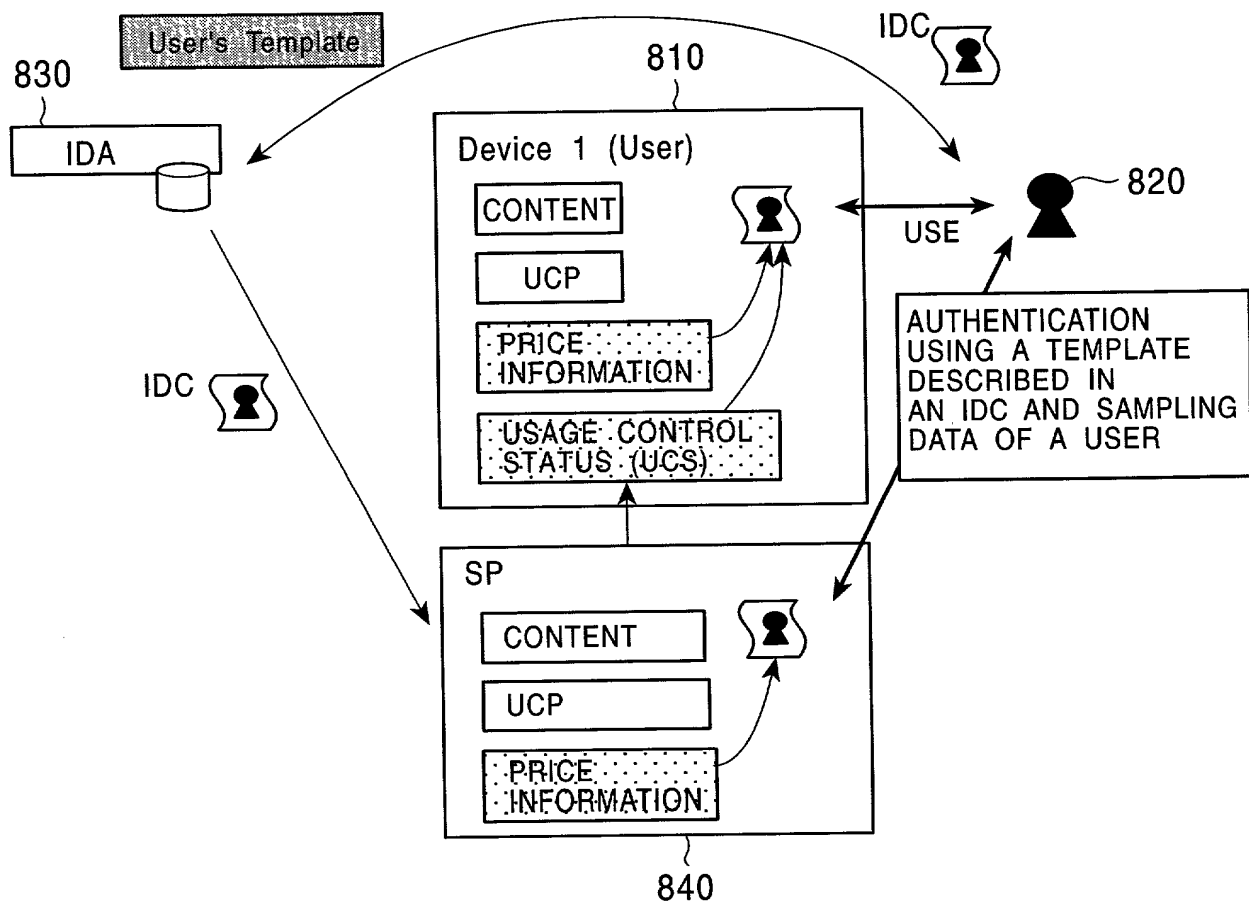 User's Template
IDC
830
810
IDA
Device 1 (User)
820
CONTENT
USE
UCP
AUTHENTICATION
USING A TEMPLATE
DESCRIBED IN
AN IDC AND SAMPLING
DATA OF A USER
PRICE
INFORMATION
IDC
USAGE CONTROL
STATUS (UCS)
SP
CONTENT
UCP
PRICE
INFORMATION
840